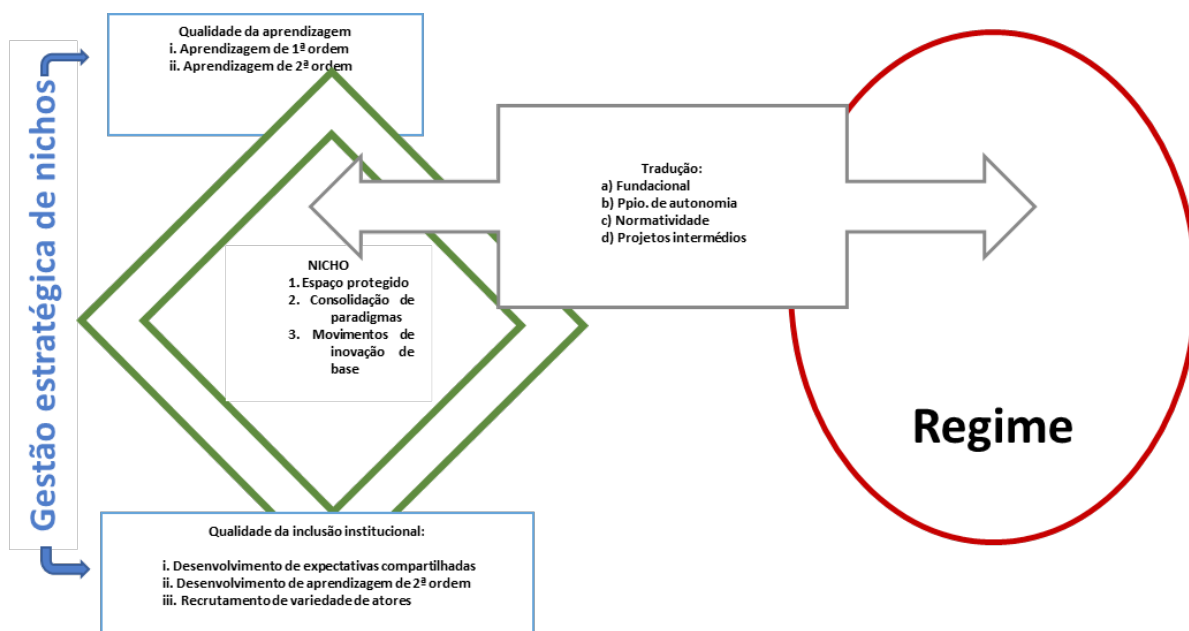 Gestão estratégica de nichos
Qualidade da aprendizagem
i. Aprendizagem de 1ª ordem
ii. Aprendizagem de 2ª ordem
NICHO
1. Espaço protegido
2. Consolidação de
paradigmas
3. Movimentos de
inovação de
base
Tradução:
a) Fundacional
b) Ppio. de autonomia
c) Normatividade
d) Projetos intermédios
Regime
Qualidade da inclusão institucional:
i. Desenvolvimento de expectativas compartilhadas
ii. Desenvolvimento de aprendizagem de 2ª ordem
iii. Recrutamento de variedade de atores